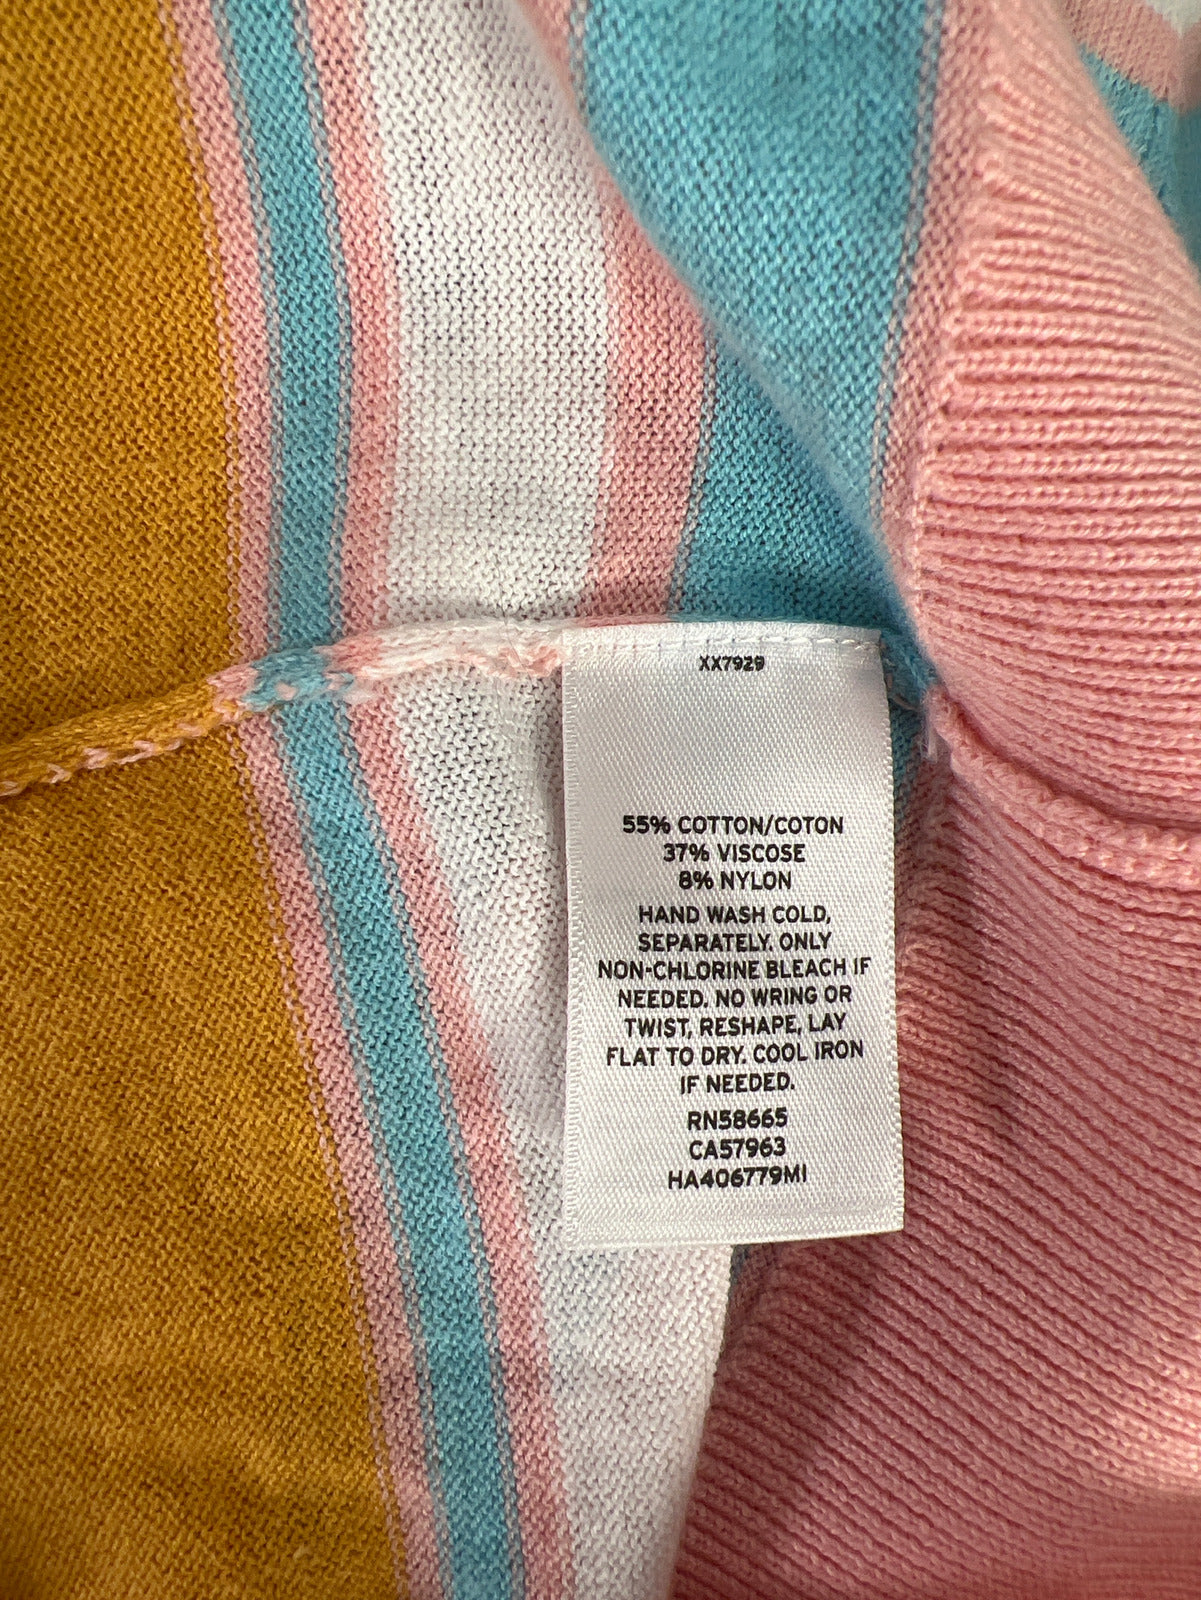 XX7929
55% COTTON/COTON
37% VISCOSE
8% NYLON
HAND WASH COLD,
SEPARATELY. ONLY
NON-CHLORINE BLEACH IF
NEEDED. NO WRING OR
TWIST, RESHAPE, LAY
FLAT TO DRY. COOL IRON
IF NEEDED.
RN58665
CA57963
HA406779MI